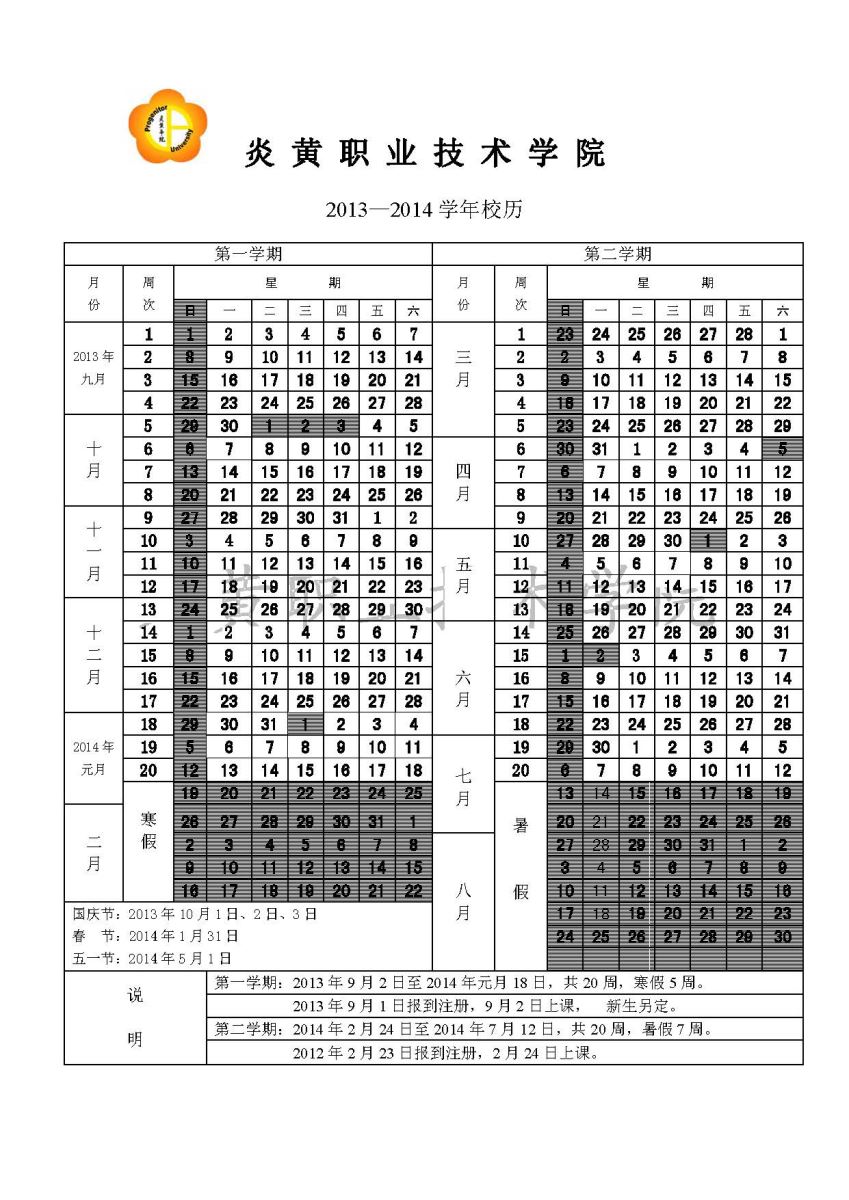 Progenitor
University
炎黄职业技术学院
2013—2014学年校历
第一学期 第二学期
月份 周次 星期 月份 周次 星期
日 一 二 三 四 五 六 日 一 二 三 四 五 六
2013年九月 1 1 2 3 4 5 6 7 三月 1 23 24 25 26 27 28 1
2 8 9 10 11 12 13 14 2 2 3 4 5 6 7 8
3 15 16 17 18 19 20 21 3 9 10 11 12 13 14 15
4 22 23 24 25 26 27 28 4 16 17 18 19 20 21 22
5 29 30 1 2 3 4 5 5 23 24 25 26 27 28 29
十月 6 6 7 8 9 10 11 12 四月 6 30 31 1 2 3 4 5
7 13 14 15 16 17 18 19 7 6 7 8 9 10 11 12
8 20 21 22 23 24 25 26 8 13 14 15 16 17 18 19
十一月 9 27 28 29 30 31 1 2 9 20 21 22 23 24 25 26
10 3 4 5 6 7 8 9 五月 10 27 28 29 30 1 2 3
11 10 11 12 13 14 15 16 11 4 5 6 7 8 9 10
12 17 18 19 20 21 22 23 12 11 12 13 14 15 16 17
十二月 13 24 25 26 27 28 29 30 13 18 19 20 21 22 23 24
14 1 2 3 4 5 6 7 六月 14 25 26 27 28 29 30 31
15 8 9 10 11 12 13 14 15 1 2 3 4 5 6 7
16 15 16 17 18 19 20 21 16 8 9 10 11 12 13 14
17 22 23 24 25 26 27 28 17 15 16 17 18 19 20 21
2014年元月 18 29 30 31 1 2 3 4 18 22 23 24 25 26 27 28
19 5 6 7 8 9 10 11 七月 19 29 30 1 2 3 4 5
20 12 13 14 15 16 17 18 20 6 7 8 9 10 11 12
寒假 19 20 21 22 23 24 25 暑假 13 14 15 16 17 18 19
26 27 28 29 30 31 1 20 21 22 23 24 25 26
二月 2 3 4 5 6 7 8 八月 27 28 29 30 31 1 2
9 10 11 12 13 14 15 3 4 5 6 7 8 9
16 17 18 19 20 21 22 10 11 12 13 14 15 16
国庆节：2013年10月1日、2日、3日 17 18 19 20 21 22 23
春 节：2014年1月31日 24 25 26 27 28 29 30
五一节：2014年5月1日
说明 第一学期：2013年9月2日至2014年元月18日，共20周，寒假5周。
2013年9月1日报到注册，9月2日上课， 新生另定。
第二学期：2014年2月24日至2014年7月12日，共20周，暑假7周。
2012年2月23日报到注册，2月24日上课。